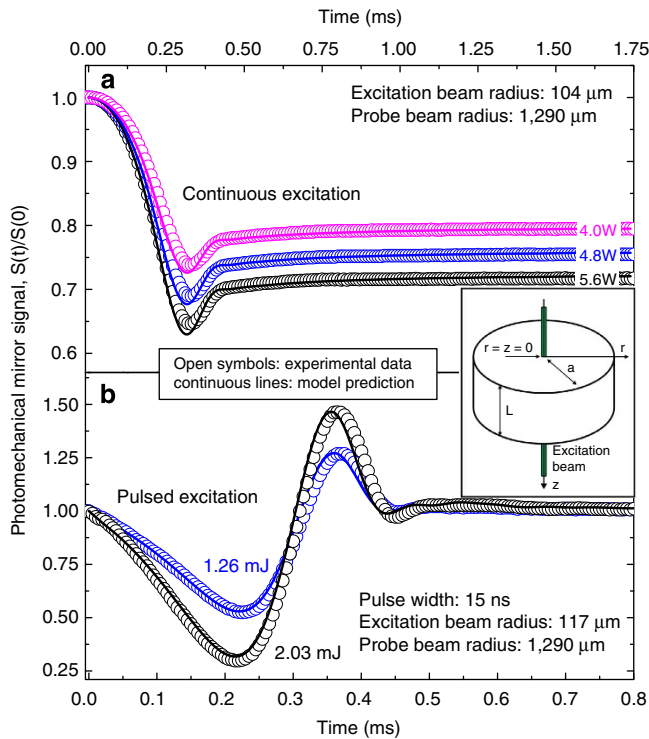 Time (ms)
0.00 0.25 0.50 0.75 1.00 1.25 1.50 1.75
a
Excitation beam radius: 104 μm
Probe beam radius: 1,290 μm
1.0
0.9
0.8
0.7
0.6
Continuous excitation
4.0W
4.8W
5.6W
Photomechanical mirror signal, S(t)/S(0)
Open symbols: experimental data
continuous lines: model prediction
r = z = 0
r
a
L
Excitation
beam
z
b
1.50
1.25
1.00
0.75
0.50
0.25
Pulsed excitation
1.26 mJ
2.03 mJ
Pulse width: 15 ns
Excitation beam radius: 117 μm
Probe beam radius: 1,290 μm
0.0 0.1 0.2 0.3 0.4 0.5 0.6 0.7 0.8
Time (ms)